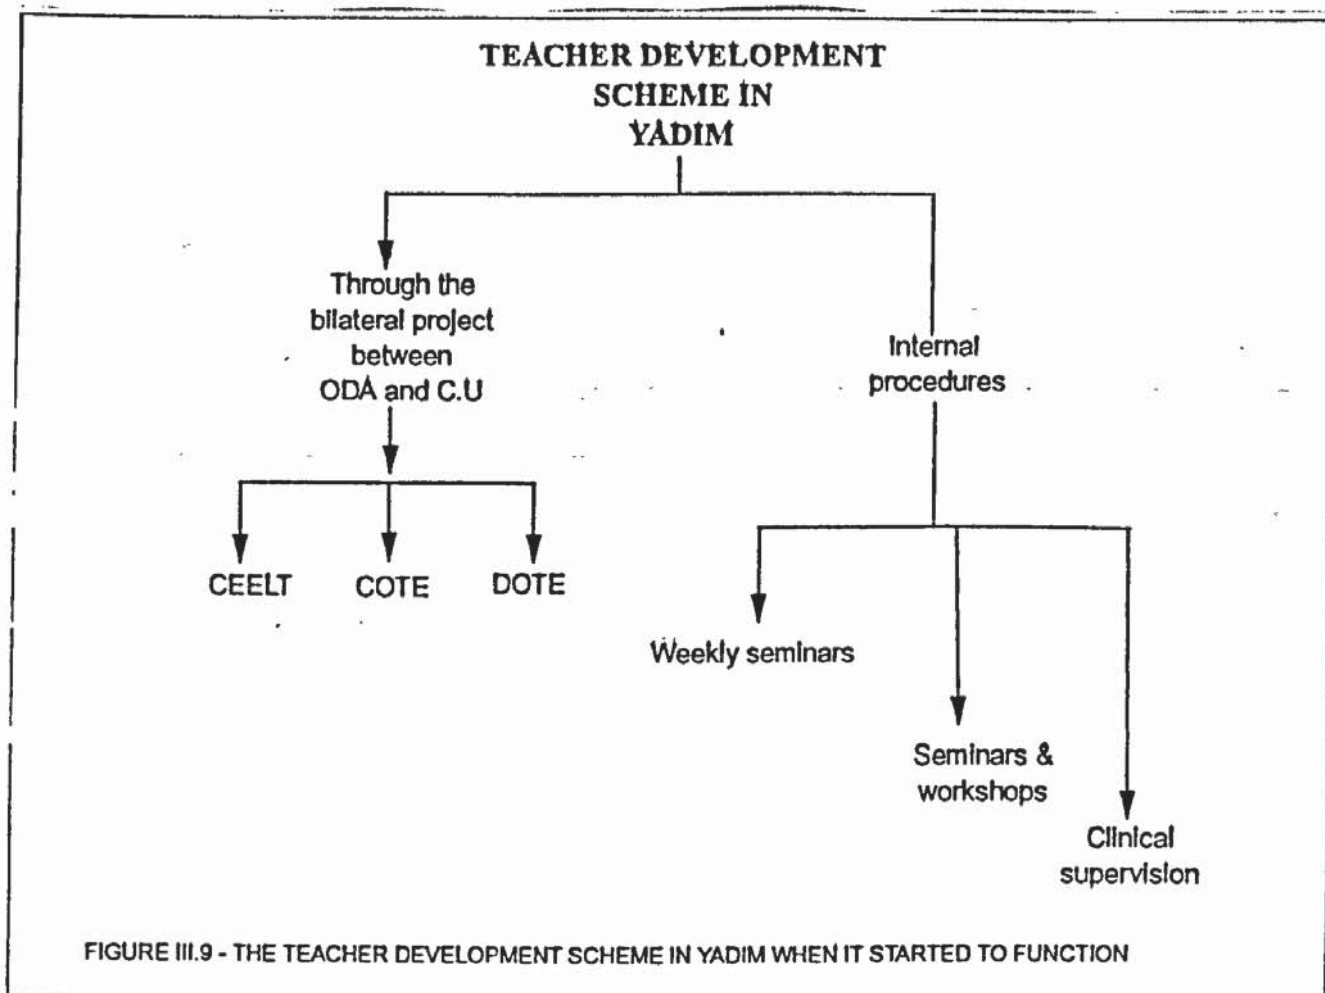 TEACHER DEVELOPMENT
SCHEME IN
YADIM
Through the
bilateral project
between
ODA and C.U
Internal
procedures
CEELT
COTE
DOTE
Weekly seminars
Seminars &
workshops
Clinical
supervision
FIGURE III.9 - THE TEACHER DEVELOPMENT SCHEME IN YADIM WHEN IT STARTED TO FUNCTION